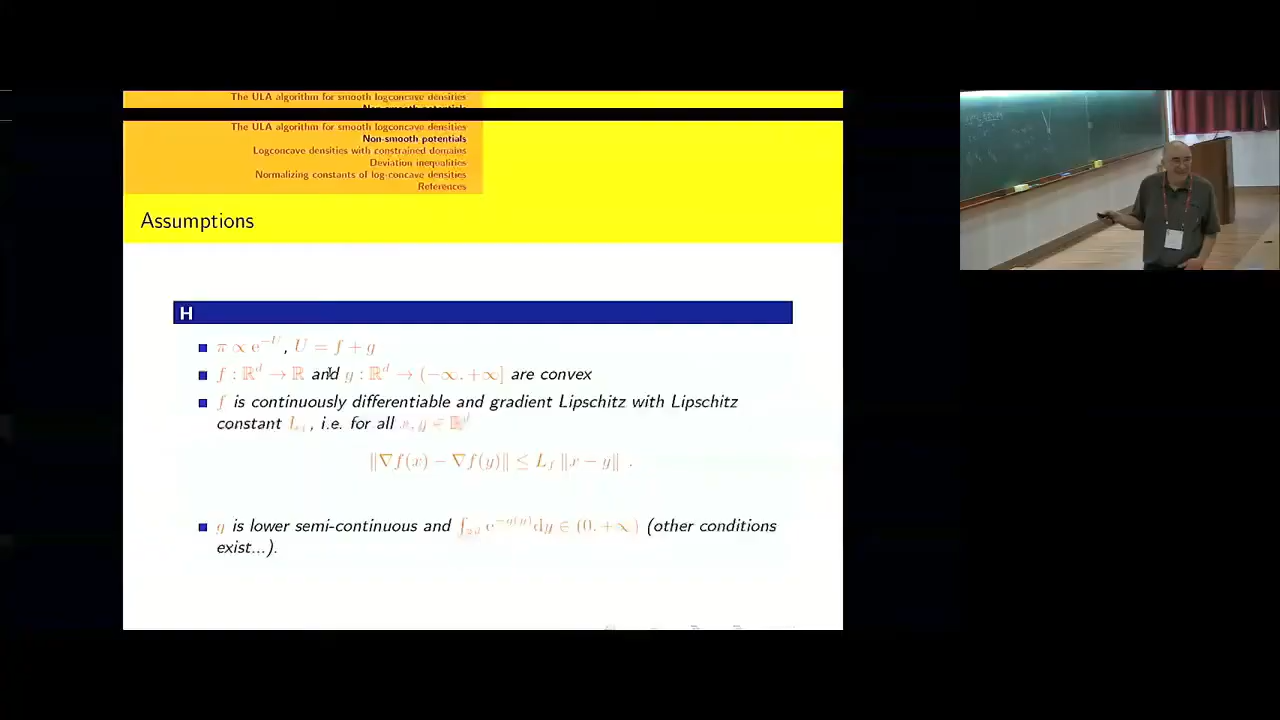 The ULA algorithm for smooth logconcave densities
Non-smooth potentials
The ULA algorithm for smooth logconcave densities
Non-smooth potentials
Logconcave densities with constrained domains
Deviation inequalities
Normalizing constants of log-concave densities
References
Assumptions
H
π ∝ e^{−U}, U = f + g
f : ℝ^d → ℝ and g : ℝ^d → (−∞, +∞] are convex
f is continuously differentiable and gradient Lipschitz with Lipschitz
constant L_f, i.e. for all x, y ∈ ℝ^d
‖∇f(x) − ∇f(y)‖ ≤ L_f ‖x − y‖ .
g is lower semi-continuous and ∫_{ℝ^d} e^{−g(y)}dy ∈ (0, +∞) (other conditions
exist...).